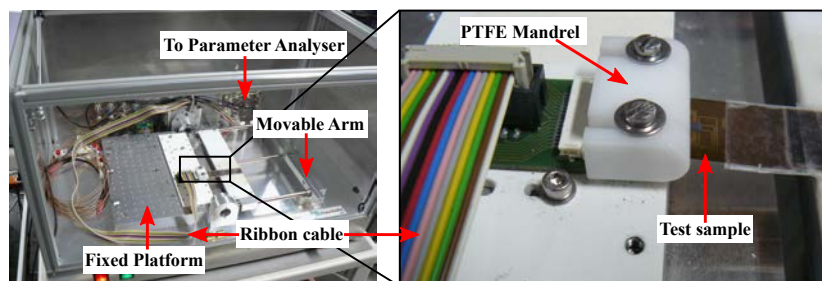 To Parameter Analyser
Movable Arm
Ribbon cable
Fixed Platform
PTFE Mandrel
Test sample